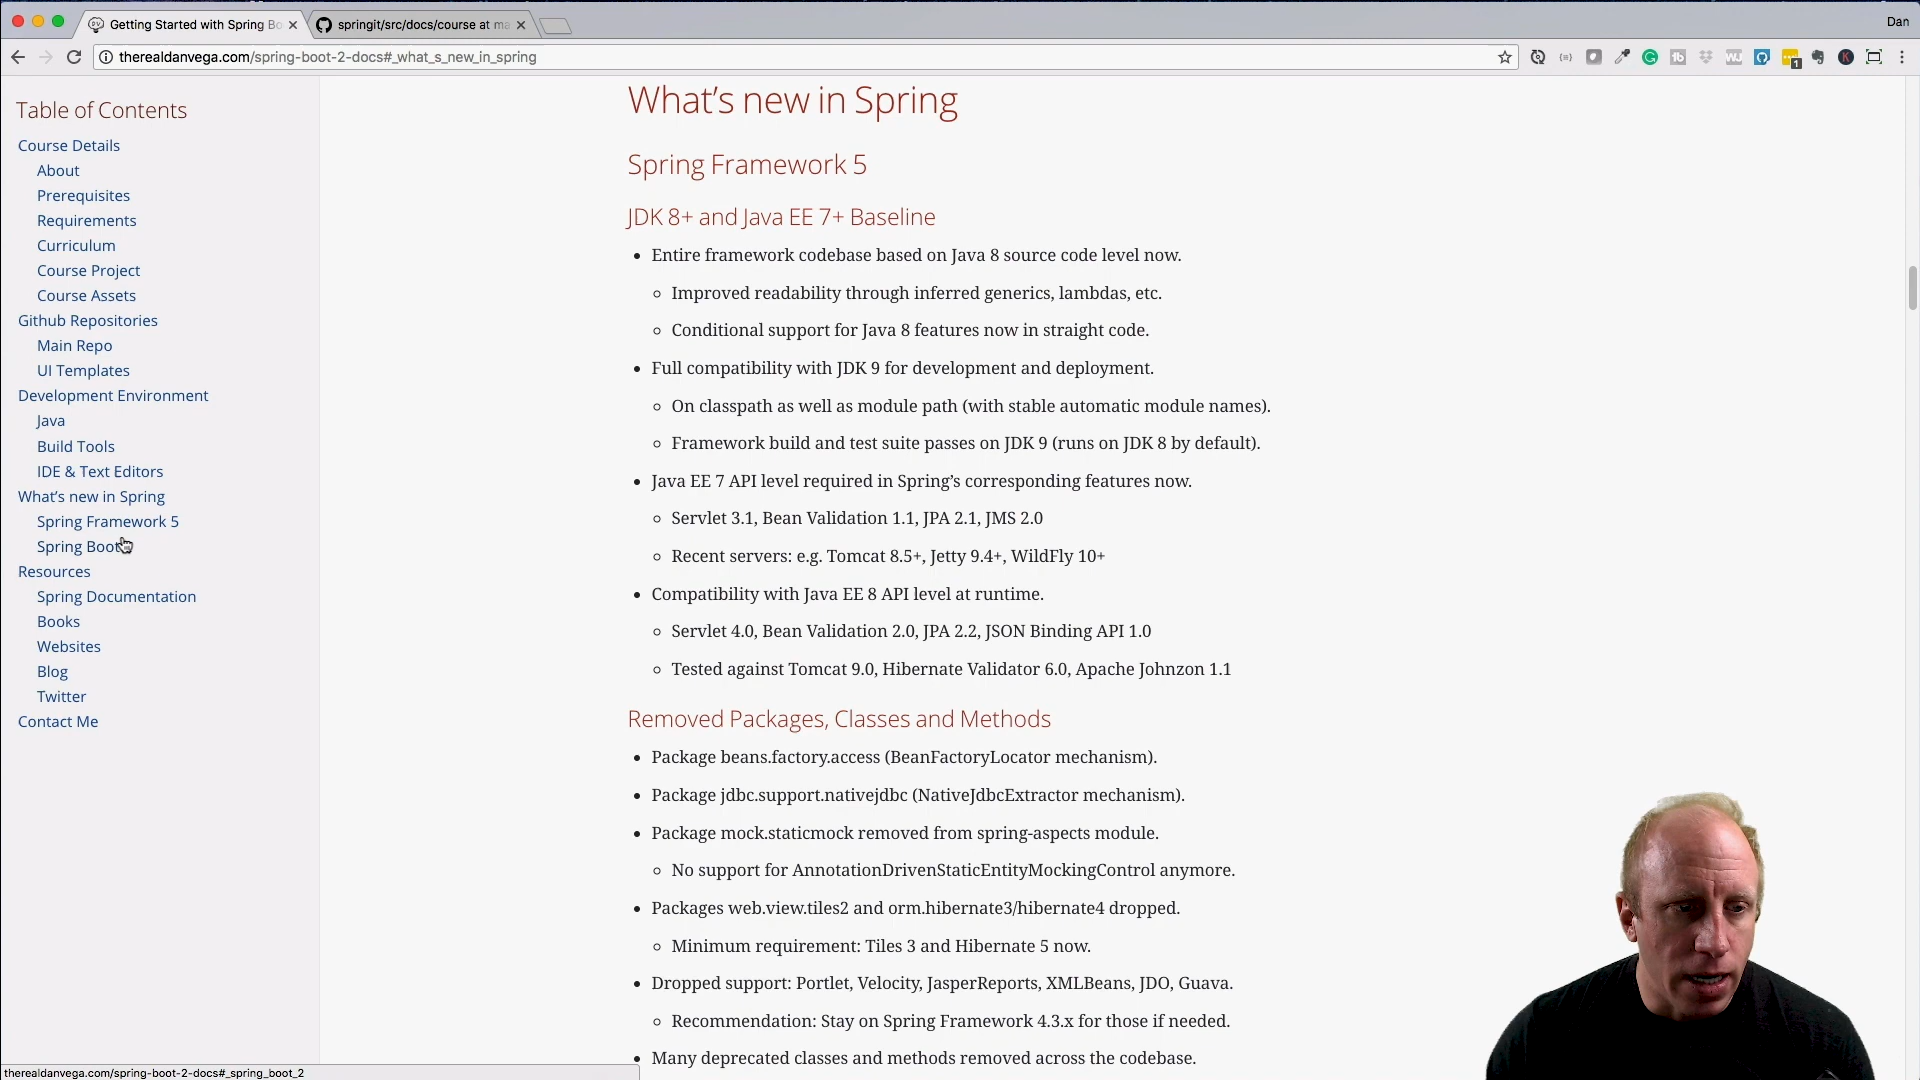 Getting Started with Spring Bo
springit/src/docs/course at ma
Dan
therealdanvega.com/spring-boot-2-docs#_what_s_new_in_spring
1
Table of Contents
Course Details
About
Prerequisites
Requirements
Curriculum
Course Project
Course Assets
Github Repositories
Main Repo
UI Templates
Development Environment
Java
Build Tools
IDE & Text Editors
What’s new in Spring
Spring Framework 5
Spring Boot
Resources
Spring Documentation
Books
Websites
Blog
Twitter
Contact Me
What’s new in Spring
Spring Framework 5
JDK 8+ and Java EE 7+ Baseline
• Entire framework codebase based on Java 8 source code level now.
◦ Improved readability through inferred generics, lambdas, etc.
◦ Conditional support for Java 8 features now in straight code.
• Full compatibility with JDK 9 for development and deployment.
◦ On classpath as well as module path (with stable automatic module names).
◦ Framework build and test suite passes on JDK 9 (runs on JDK 8 by default).
• Java EE 7 API level required in Spring’s corresponding features now.
◦ Servlet 3.1, Bean Validation 1.1, JPA 2.1, JMS 2.0
◦ Recent servers: e.g. Tomcat 8.5+, Jetty 9.4+, WildFly 10+
• Compatibility with Java EE 8 API level at runtime.
◦ Servlet 4.0, Bean Validation 2.0, JPA 2.2, JSON Binding API 1.0
◦ Tested against Tomcat 9.0, Hibernate Validator 6.0, Apache Johnzon 1.1
Removed Packages, Classes and Methods
• Package beans.factory.access (BeanFactoryLocator mechanism).
• Package jdbc.support.nativejdbc (NativeJdbcExtractor mechanism).
• Package mock.staticmock removed from spring-aspects module.
◦ No support for AnnotationDrivenStaticEntityMockingControl anymore.
• Packages web.view.tiles2 and orm.hibernate3/hibernate4 dropped.
◦ Minimum requirement: Tiles 3 and Hibernate 5 now.
• Dropped support: Portlet, Velocity, JasperReports, XMLBeans, JDO, Guava.
◦ Recommendation: Stay on Spring Framework 4.3.x for those if needed.
• Many deprecated classes and methods removed across the codebase.
therealdanvega.com/spring-boot-2-docs#_spring_boot_2